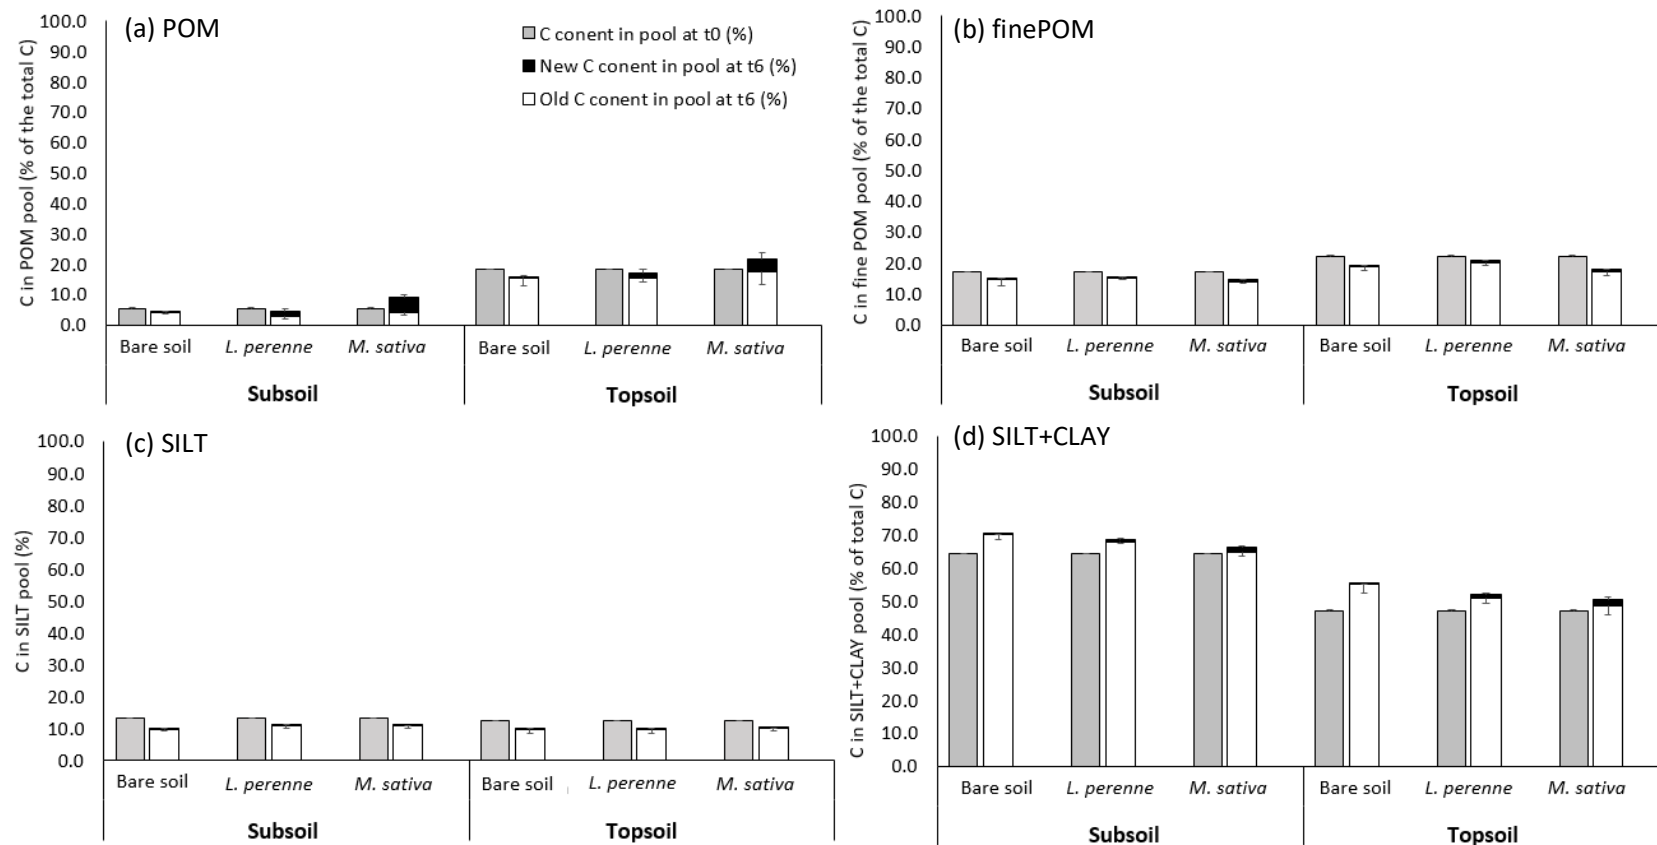 (a) POM
C conent in pool at t0 (%)
New C conent in pool at t6 (%)
Old C conent in pool at t6 (%)
C in POM pool (% of the total C)
100.0
90.0
80.0
70.0
60.0
50.0
40.0
30.0
20.0
10.0
0.0
Bare soil L. perenne M. sativa Bare soil L. perenne M. sativa
Subsoil Topsoil
(b) finePOM
C in fine POM pool (% of the total C)
100.0
90.0
80.0
70.0
60.0
50.0
40.0
30.0
20.0
10.0
0.0
Bare soil L. perenne M. sativa Bare soil L. perenne M. sativa
Subsoil Topsoil
(c) SILT
C in SILT pool (%)
100.0
90.0
80.0
70.0
60.0
50.0
40.0
30.0
20.0
10.0
0.0
Bare soil L. perenne M. sativa Bare soil L. perenne M. sativa
Subsoil Topsoil
(d) SILT+CLAY
C in SILT+CLAY pool (% of total C)
100.0
90.0
80.0
70.0
60.0
50.0
40.0
30.0
20.0
10.0
0.0
Bare soil L. perenne M. sativa Bare soil L. perenne M. sativa
Subsoil Topsoil